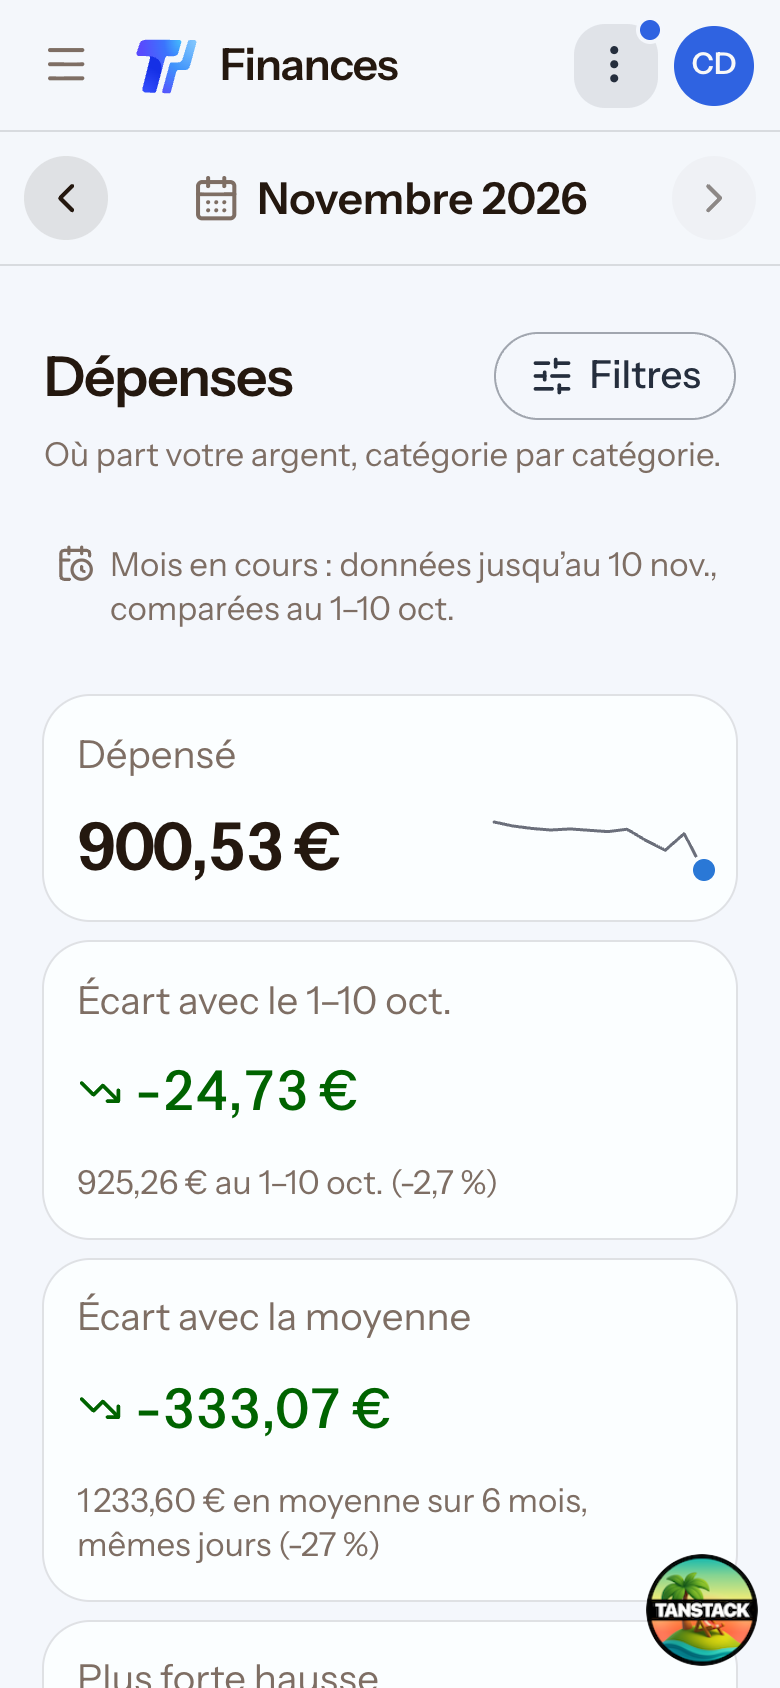 Finances
CD
Novembre 2026
Dépenses
Filtres
Où part votre argent, catégorie par catégorie.
Mois en cours : données jusqu’au 10 nov.,
comparées au 1–10 oct.
Dépensé
900,53 €
Écart avec le 1–10 oct.
-24,73 €
925,26 € au 1–10 oct. (-2,7 %)
Écart avec la moyenne
-333,07 €
1 233,60 € en moyenne sur 6 mois,
mêmes jours (-27 %)
TANSTACK
Plus forte hausse